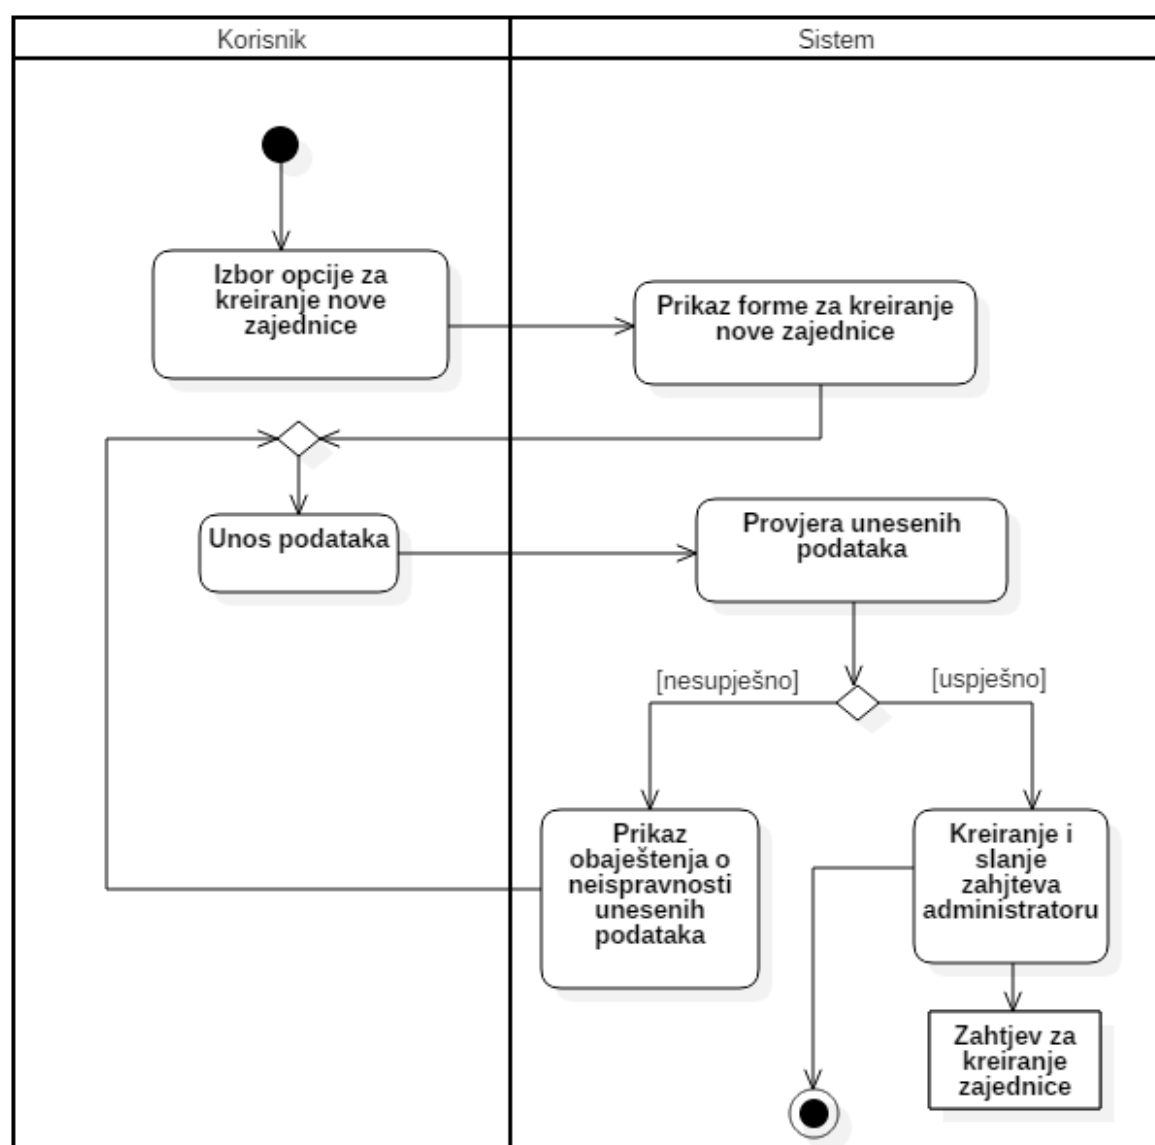 Korisnik
Sistem
Izbor opcije za
kreiranje nove
zajednice
Prikaz forme za kreiranje
nove zajednice
Unos podataka
Provjera unesenih
podataka
[nesupješno]
[uspješno]
Prikaz
obaještenja o
neispravnosti
unesenih
podataka
Kreiranje i
slanje
zahjteva
administratoru
Zahtjev za
kreiranje
zajednice